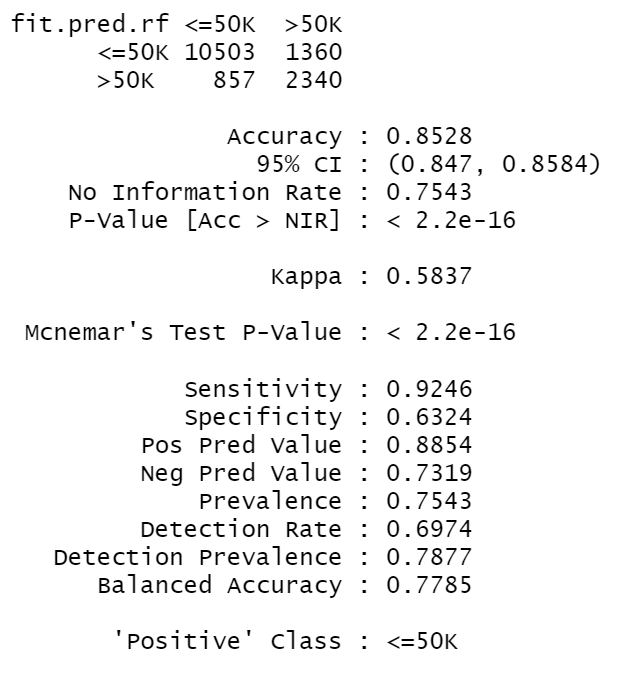 fit.pred.rf <=50K >50K
<=50K 10503 1360
>50K 857 2340
Accuracy : 0.8528
95% CI : (0.847, 0.8584)
No Information Rate : 0.7543
P-Value [Acc > NIR] : < 2.2e-16
Kappa : 0.5837
Mcnemar's Test P-Value : < 2.2e-16
Sensitivity : 0.9246
Specificity : 0.6324
Pos Pred Value : 0.8854
Neg Pred Value : 0.7319
Prevalence : 0.7543
Detection Rate : 0.6974
Detection Prevalence : 0.7877
Balanced Accuracy : 0.7785
'Positive' Class : <=50K